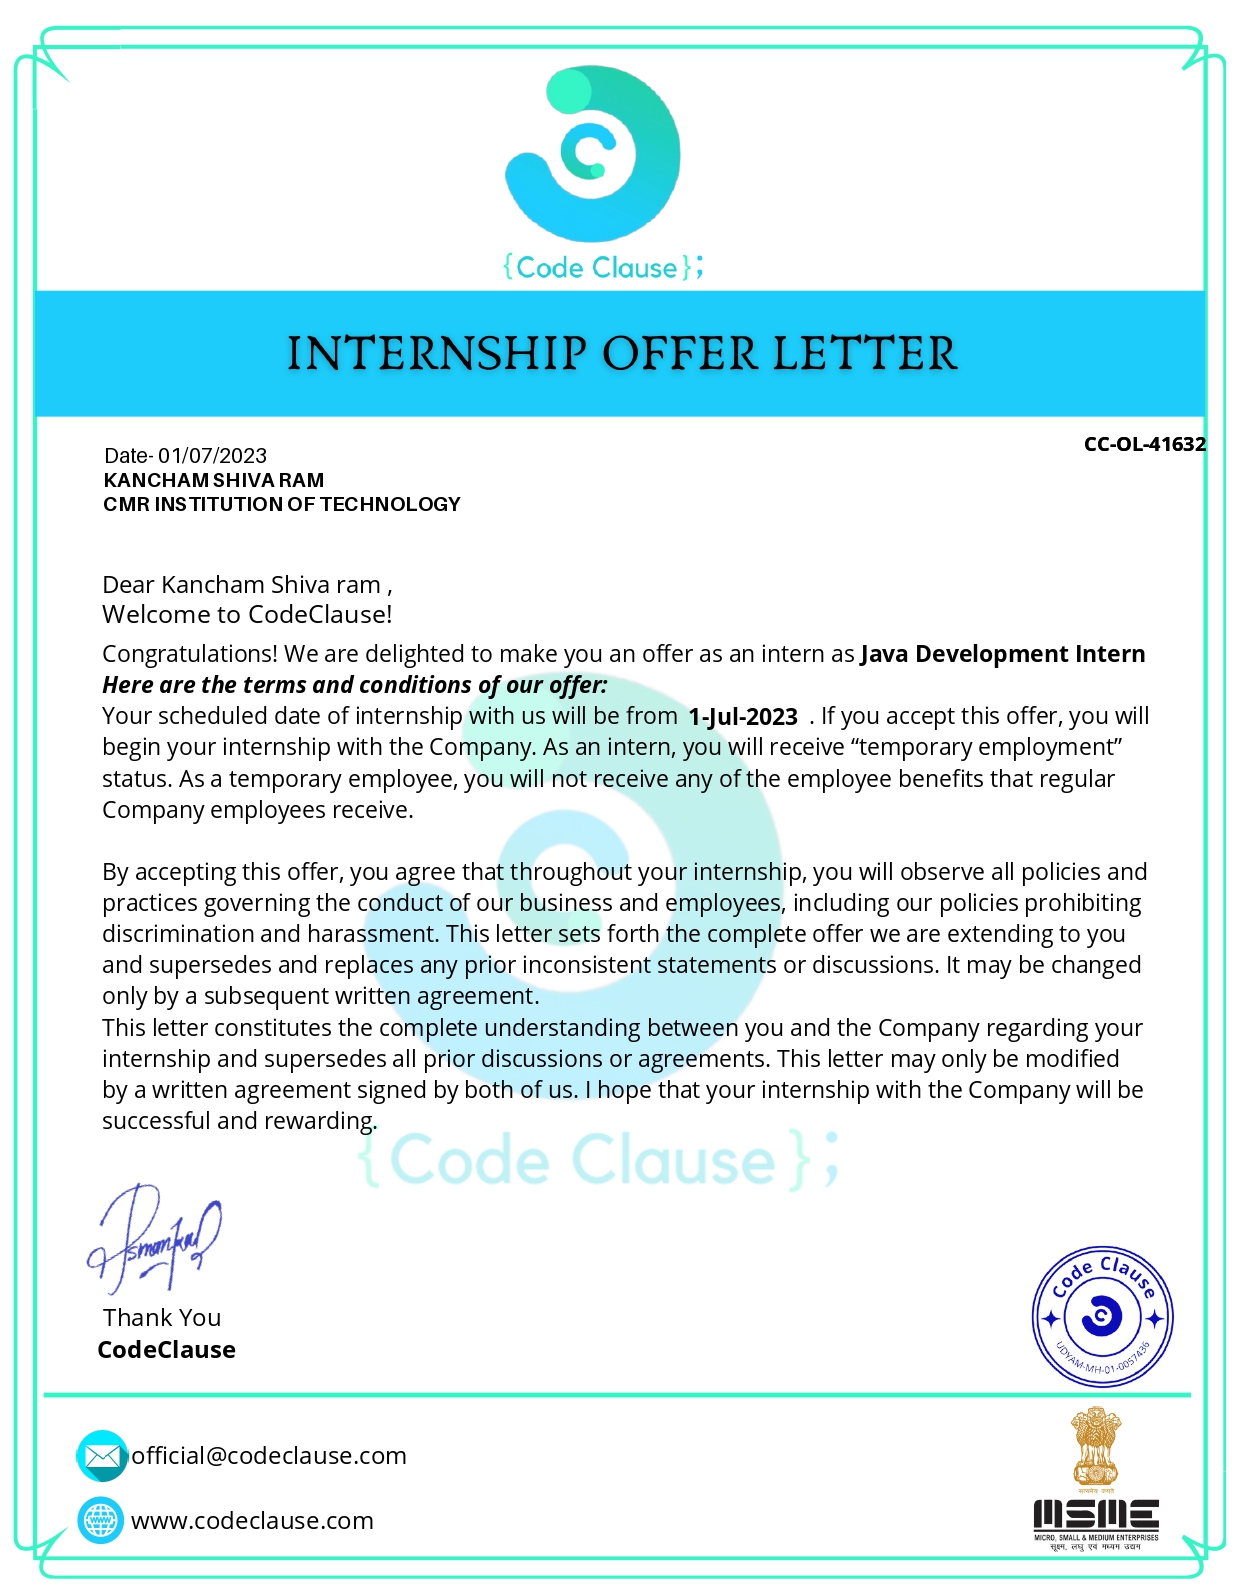 {Code Clause};
INTERNSHIP OFFER LETTER
CC-OL-41632
Date- 01/07/2023
KANCHAM SHIVA RAM
CMR INSTITUTION OF TECHNOLOGY
Dear Kancham Shiva ram ,
Welcome to CodeClause!
Congratulations! We are delighted to make you an offer as an intern as Java Development Intern
Here are the terms and conditions of our offer:
Your scheduled date of internship with us will be from 1-Jul-2023 . If you accept this offer, you will
begin your internship with the Company. As an intern, you will receive “temporary employment”
status. As a temporary employee, you will not receive any of the employee benefits that regular
Company employees receive.
By accepting this offer, you agree that throughout your internship, you will observe all policies and
practices governing the conduct of our business and employees, including our policies prohibiting
discrimination and harassment. This letter sets forth the complete offer we are extending to you
and supersedes and replaces any prior inconsistent statements or discussions. It may be changed
only by a subsequent written agreement.
This letter constitutes the complete understanding between you and the Company regarding your
internship and supersedes all prior discussions or agreements. This letter may only be modified
by a written agreement signed by both of us. I hope that your internship with the Company will be
successful and rewarding.
{Code Clause};
Thank You
CodeClause
Code Clause
UDYAM-MH-01-0057436
official@codeclause.com
www.codeclause.com
सत्यमेव जयते
MSME
MICRO, SMALL & MEDIUM ENTERPRISES
सूक्ष्म, लघु एवं मध्यम उद्यम